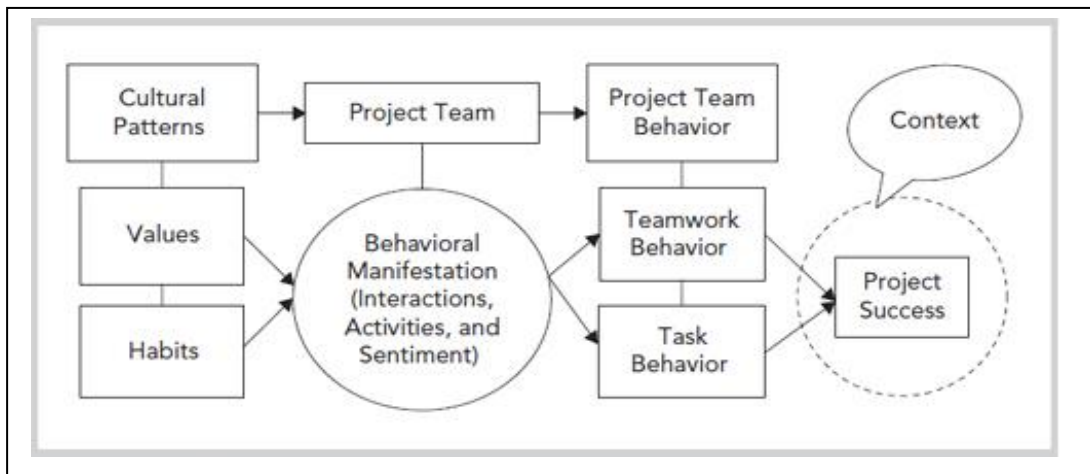 Cultural
Patterns
Project Team
Project Team
Behavior
Context
Values
Behavioral
Manifestation
(Interactions,
Activities, and
Sentiment)
Teamwork
Behavior
Project
Success
Habits
Task
Behavior